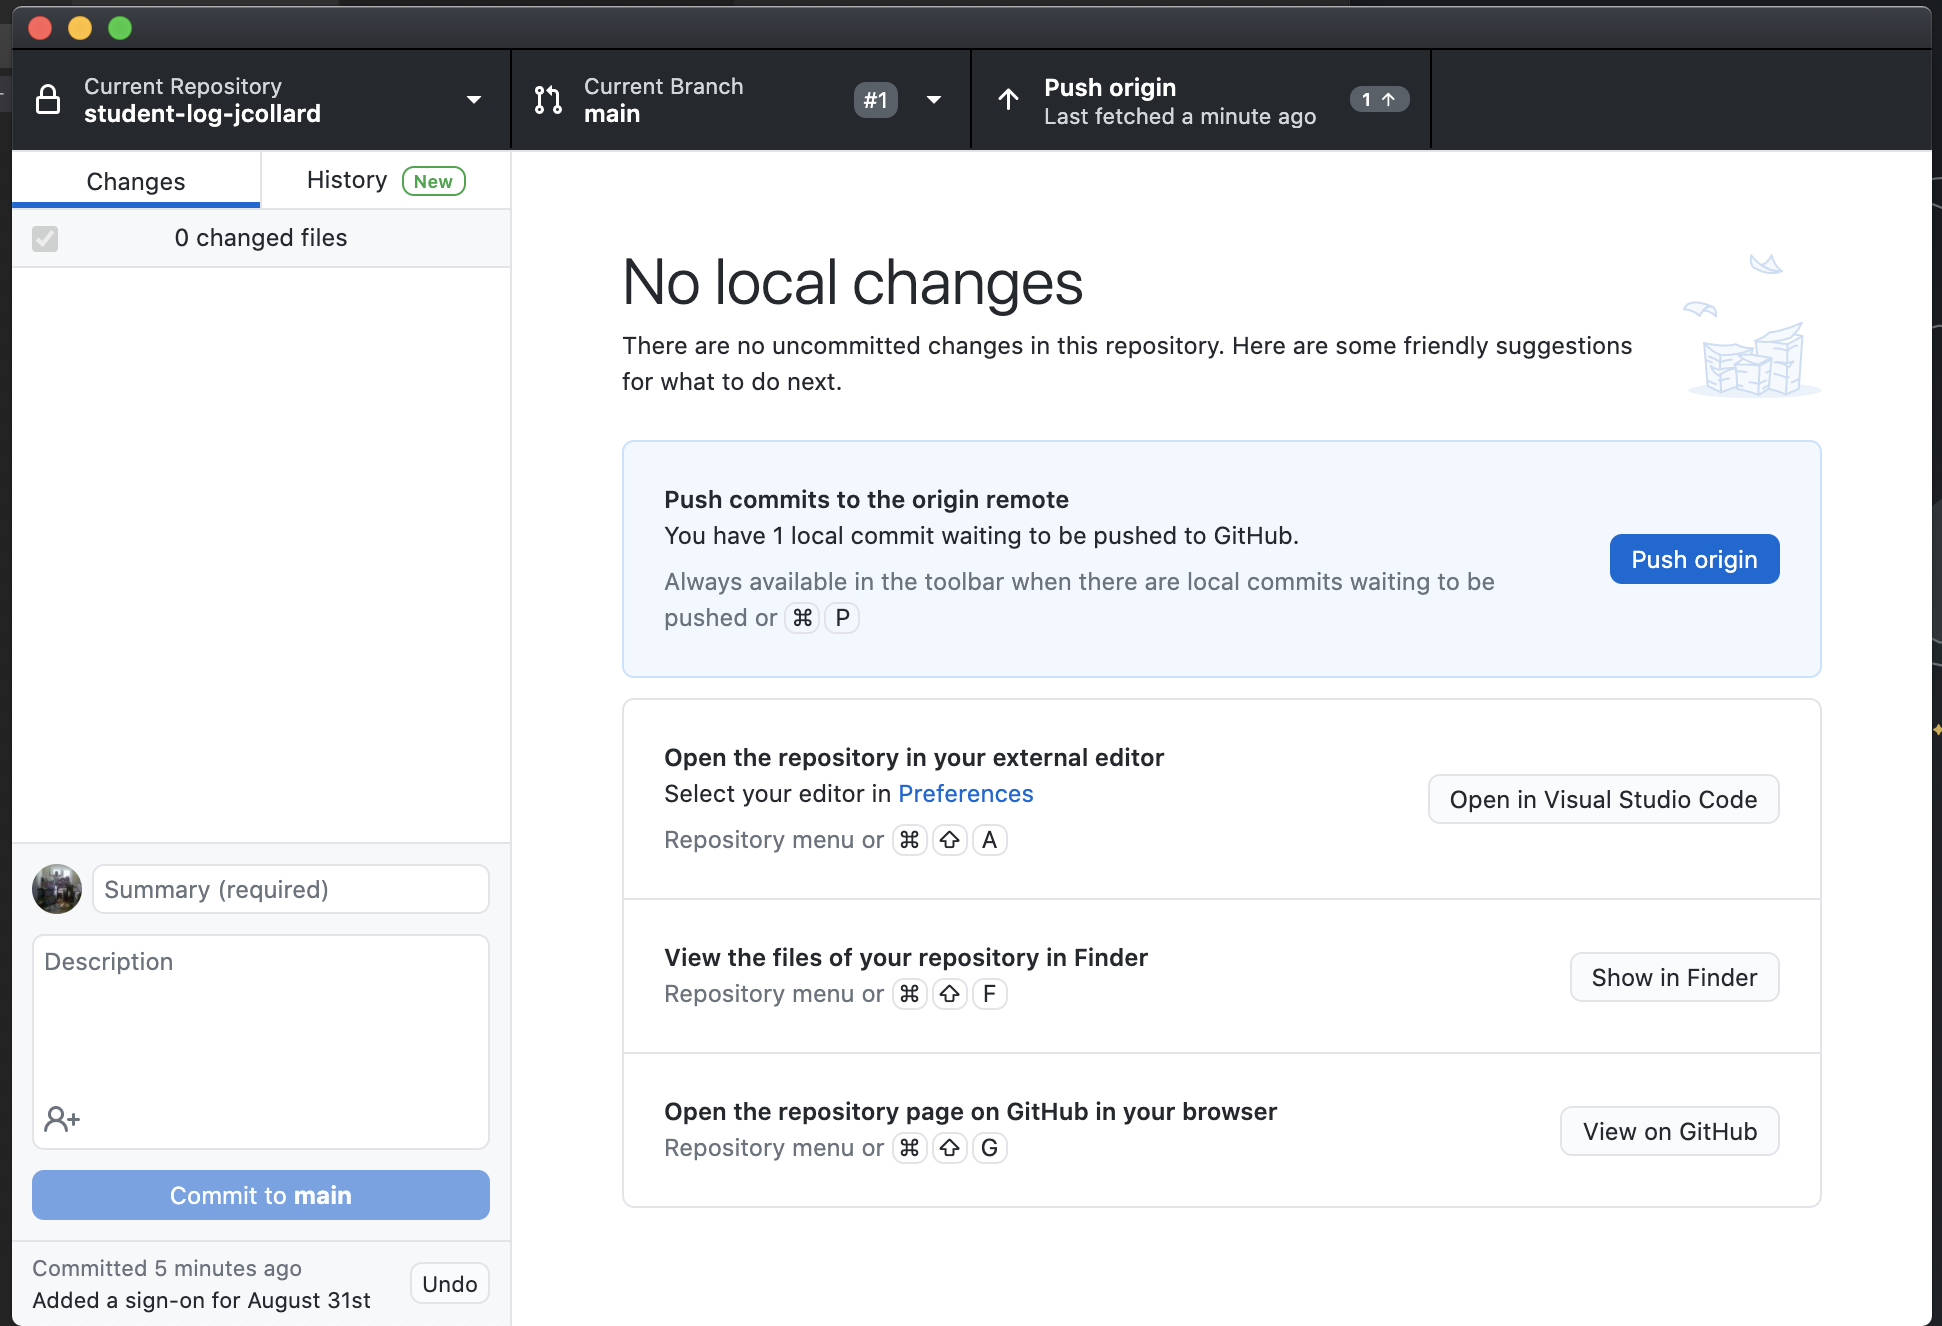 Current Repository
student-log-jcollard
Current Branch
main
#1
Push origin
Last fetched a minute ago
1 ↑
Changes
History New
0 changed files
No local changes
There are no uncommitted changes in this repository. Here are some friendly suggestions
for what to do next.
Push commits to the origin remote
You have 1 local commit waiting to be pushed to GitHub.
Always available in the toolbar when there are local commits waiting to be
pushed or ⌘ P
Push origin
Open the repository in your external editor
Select your editor in Preferences
Repository menu or ⌘ ⇧ A
Open in Visual Studio Code
View the files of your repository in Finder
Repository menu or ⌘ ⇧ F
Show in Finder
Open the repository page on GitHub in your browser
Repository menu or ⌘ ⇧ G
View on GitHub
Summary (required)
Description
Commit to main
Committed 5 minutes ago
Added a sign-on for August 31st
Undo